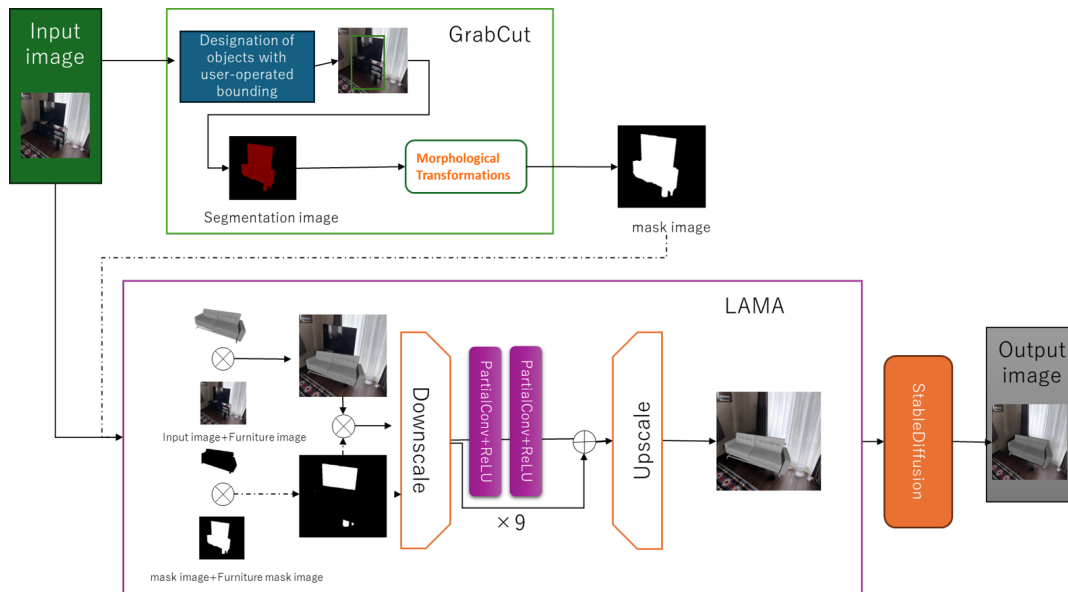 Input
image
Designation of
objects with
user-operated
bounding
GrabCut
Segmentation image
Morphological
Transformations
mask image
LAMA
Input image+Furniture image
mask image+Furniture mask image
Downscale
PartialConv+ReLU
PartialConv+ReLU
×9
Upscale
StableDiffusion
Output
image